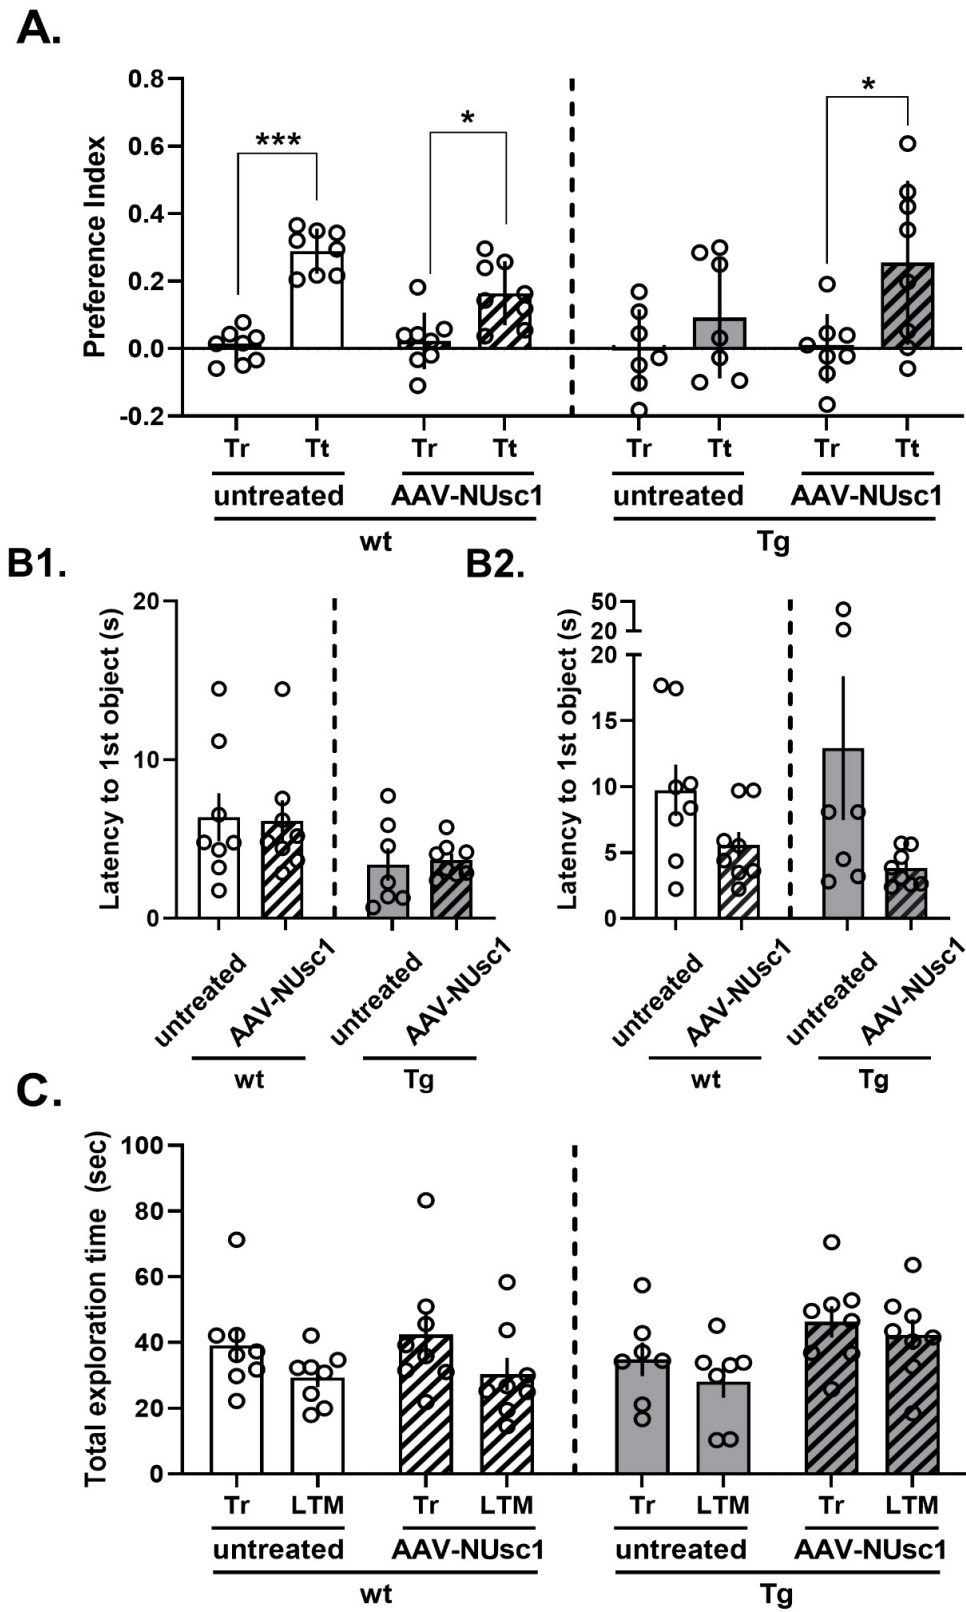 A.
Preference Index
0.8
0.6
0.4
0.2
0.0
-0.2
***
*
*
Tr Tt Tr Tt Tr Tt Tr Tt
untreated AAV-NUsc1 untreated AAV-NUsc1
wt Tg
B1.
Latency to 1st object (s)
20
10
0
untreated AAV-NUsc1 untreated AAV-NUsc1
wt Tg
B2.
Latency to 1st object (s)
50
20
20
15
10
5
0
untreated AAV-NUsc1 untreated AAV-NUsc1
wt Tg
C.
Total exploration time (sec)
100
80
60
40
20
0
Tr LTM Tr LTM Tr LTM Tr LTM
untreated AAV-NUsc1 untreated AAV-NUsc1
wt Tg